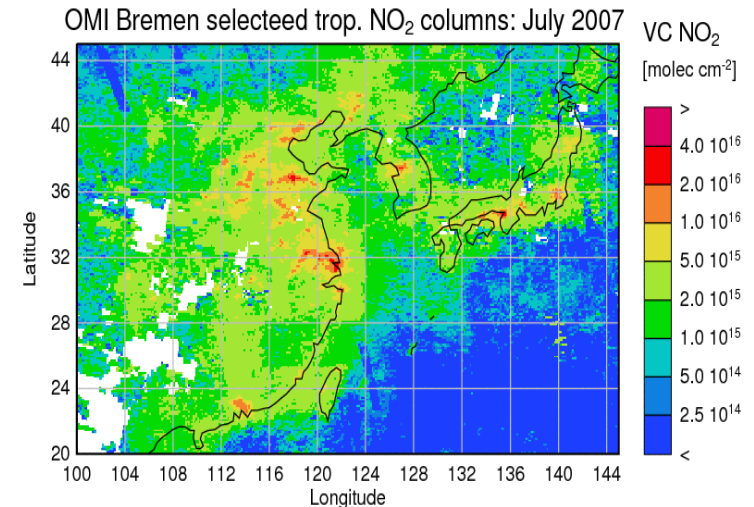 OMI Bremen selecteed trop. NO₂ columns: July 2007
VC NO₂
[molec cm⁻²]
>
4.0 10¹⁶
2.0 10¹⁶
1.0 10¹⁶
5.0 10¹⁵
2.0 10¹⁵
1.0 10¹⁵
5.0 10¹⁴
2.5 10¹⁴
<
Latitude
44
40
36
32
28
24
20
100 104 108 112 116 120 124 128 132 136 140 144
Longitude